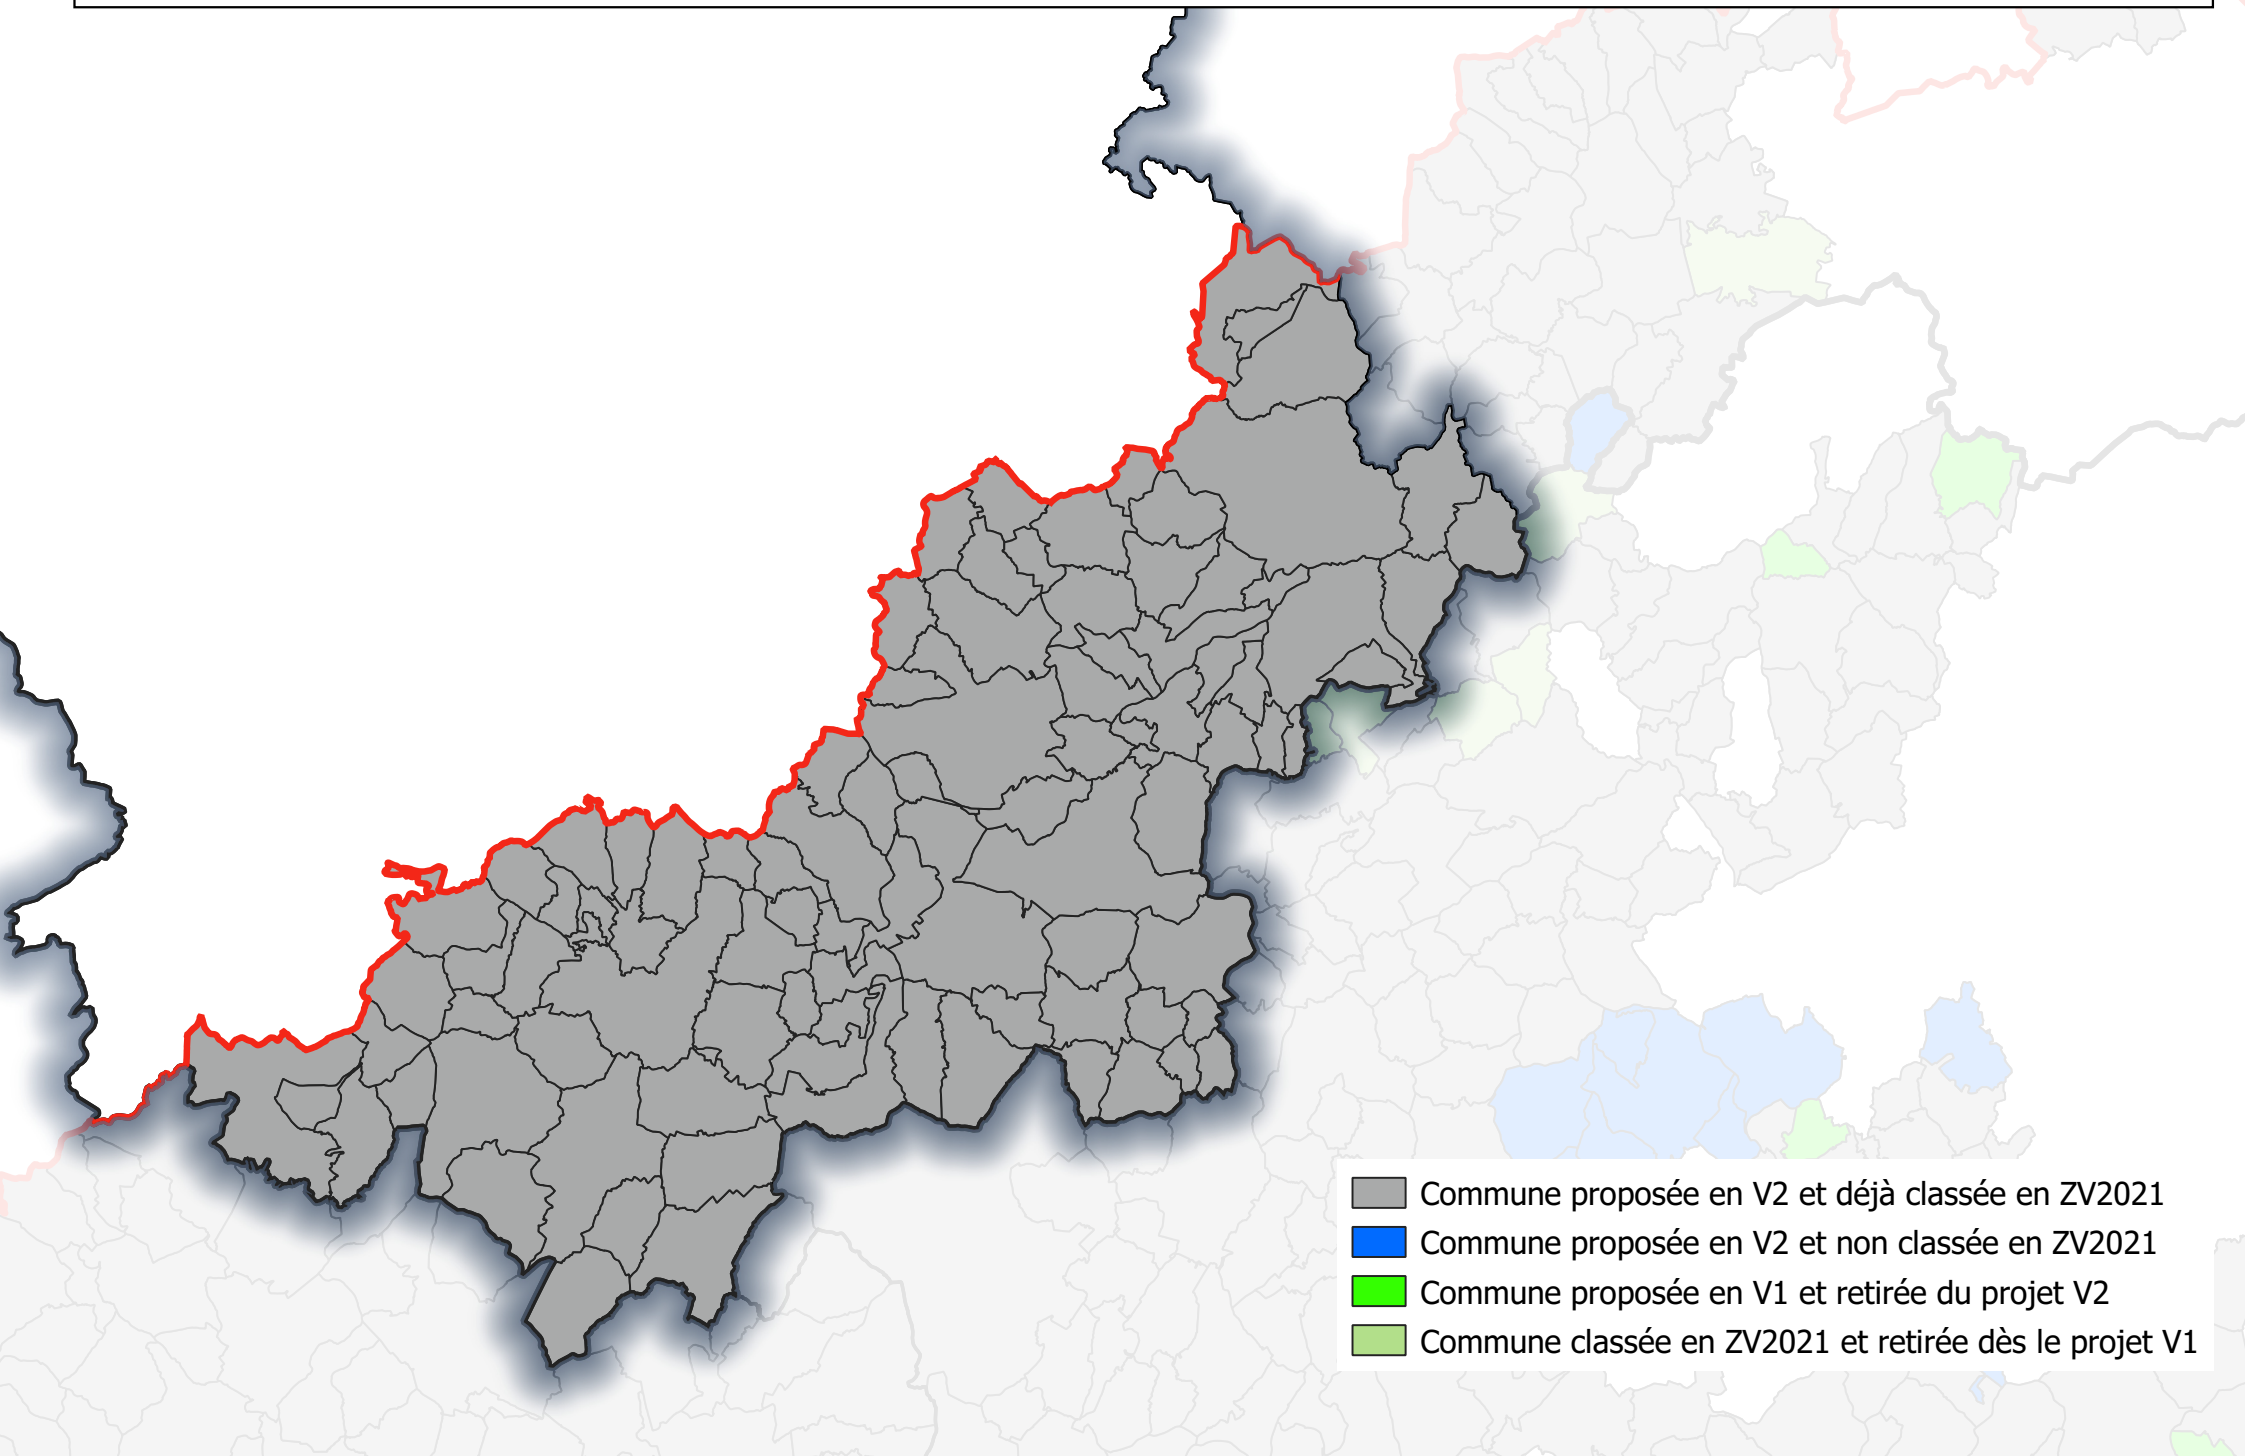 Commune proposée en V2 et déjà classée en ZV2021
Commune proposée en V2 et non classée en ZV2021
Commune proposée en V1 et retirée du projet V2
Commune classée en ZV2021 et retirée dès le projet V1